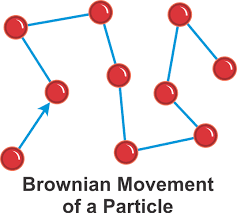 Brownian Movement
of a Particle